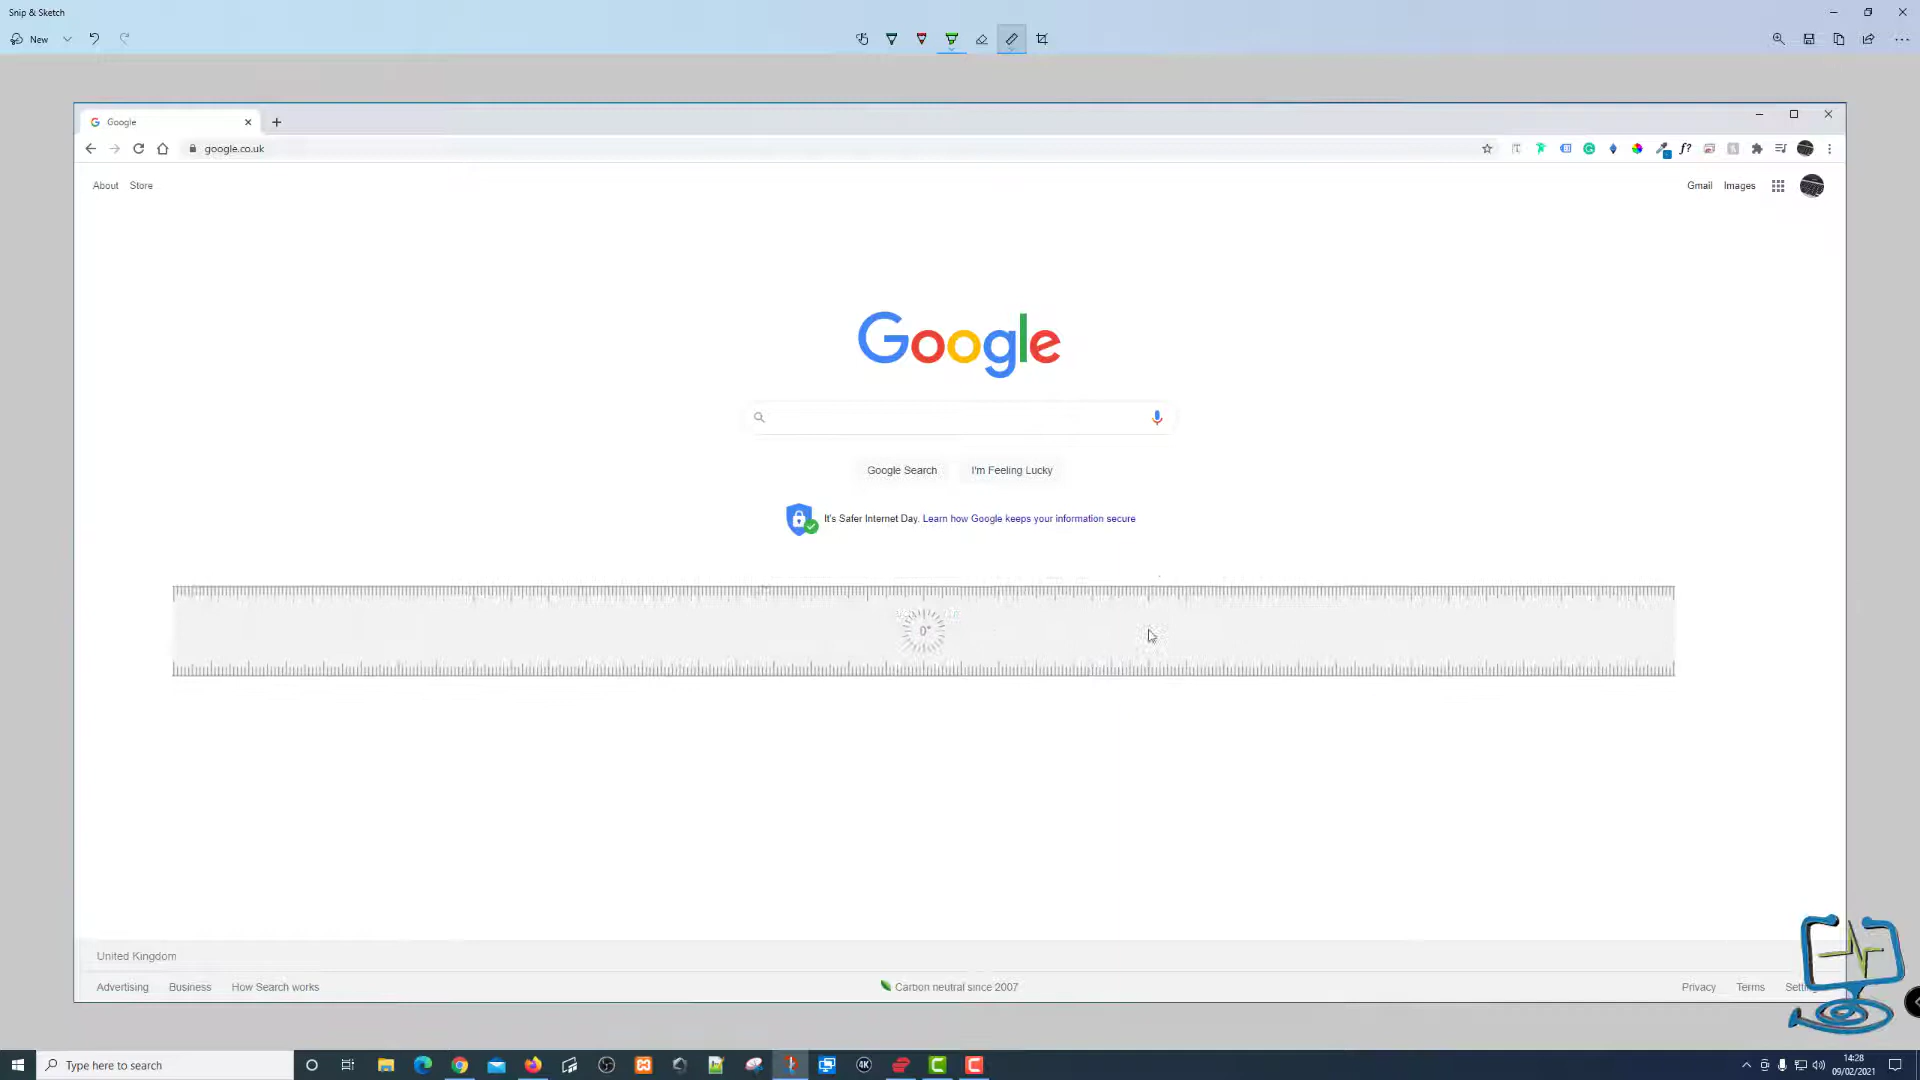 Snip & Sketch
New
Google
google.co.uk
f?
About Store
Gmail Images
Google
Google Search I'm Feeling Lucky
It's Safer Internet Day. Learn how Google keeps your information secure
0°
United Kingdom
Advertising Business How Search works
Carbon neutral since 2007
Privacy Terms
Type here to search
4K
14:28
09/02/2021